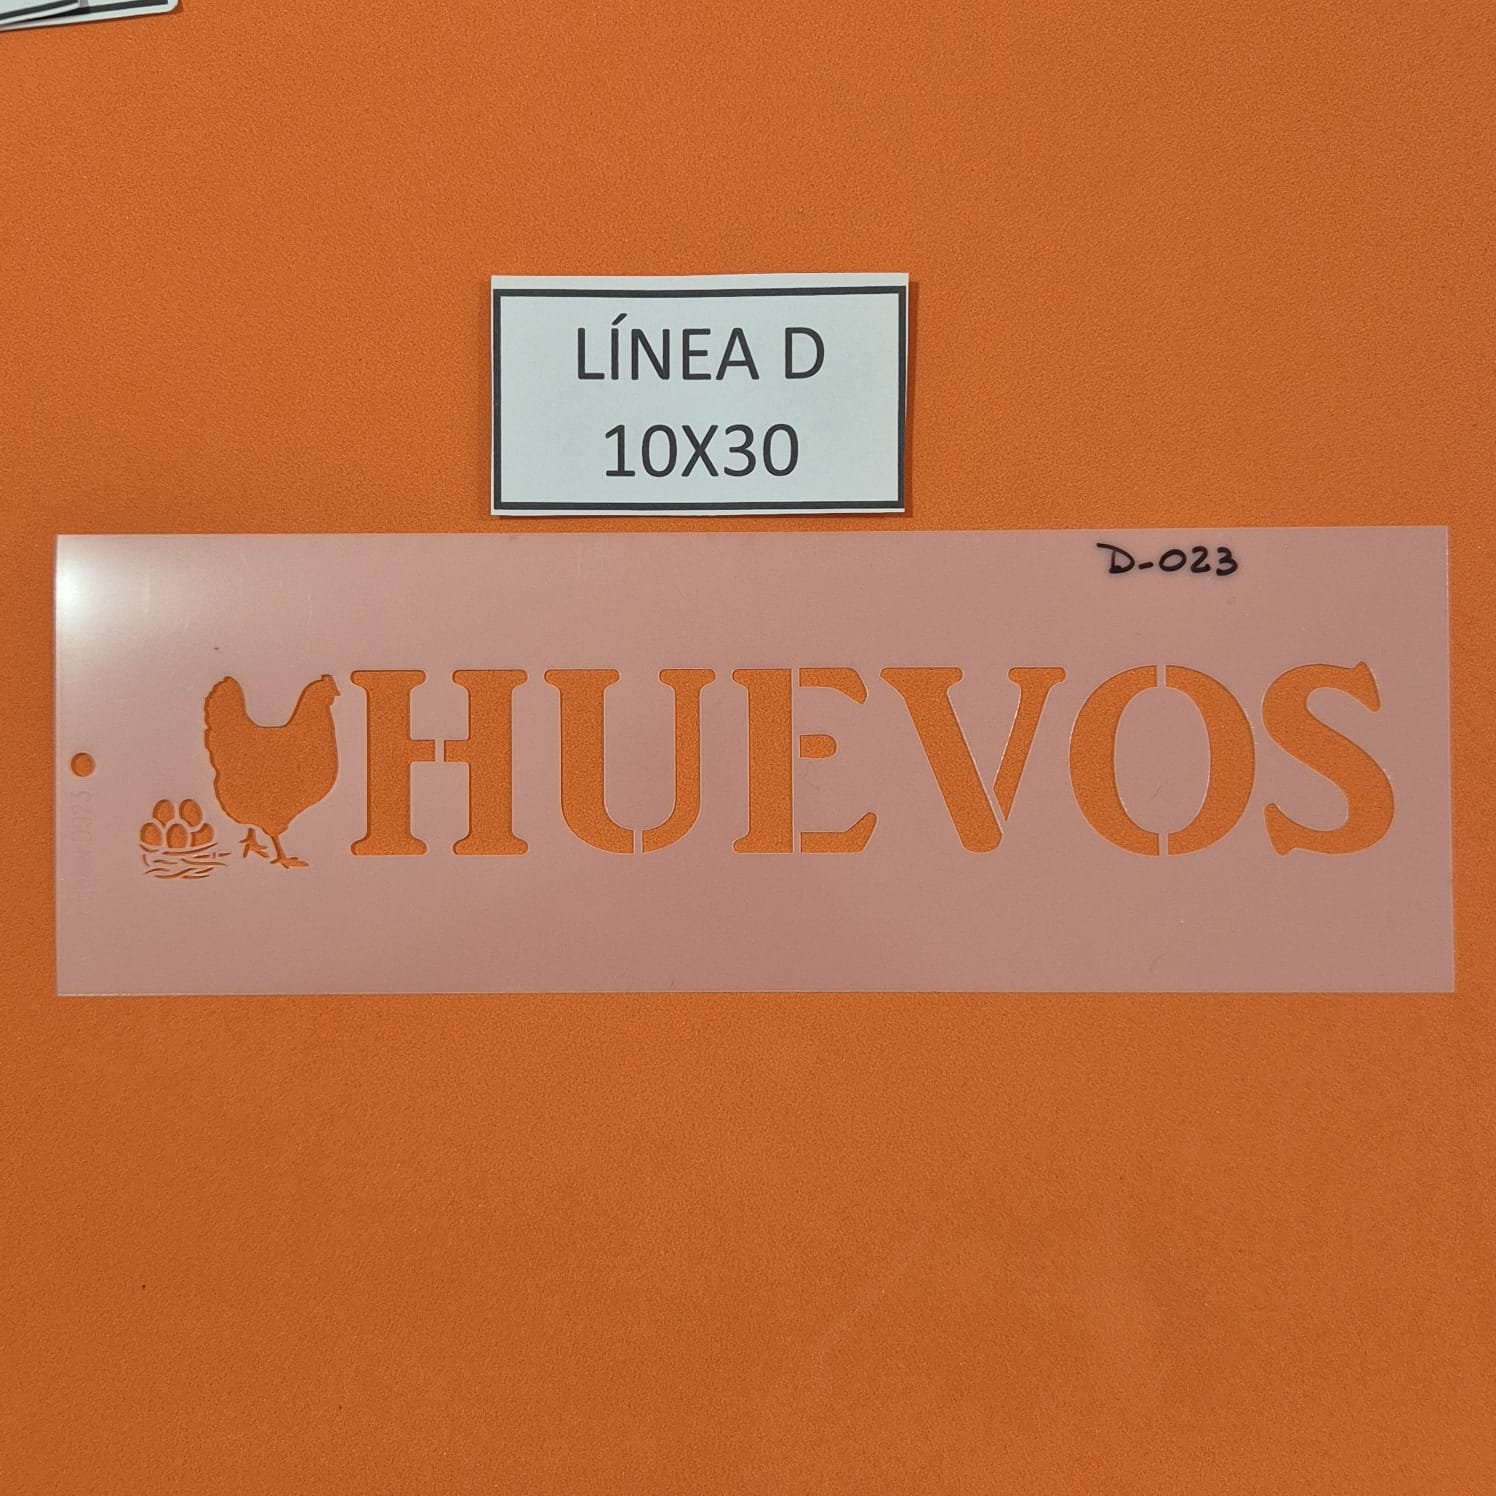 LÍNEA D
10X30
D-023
HUEVOS